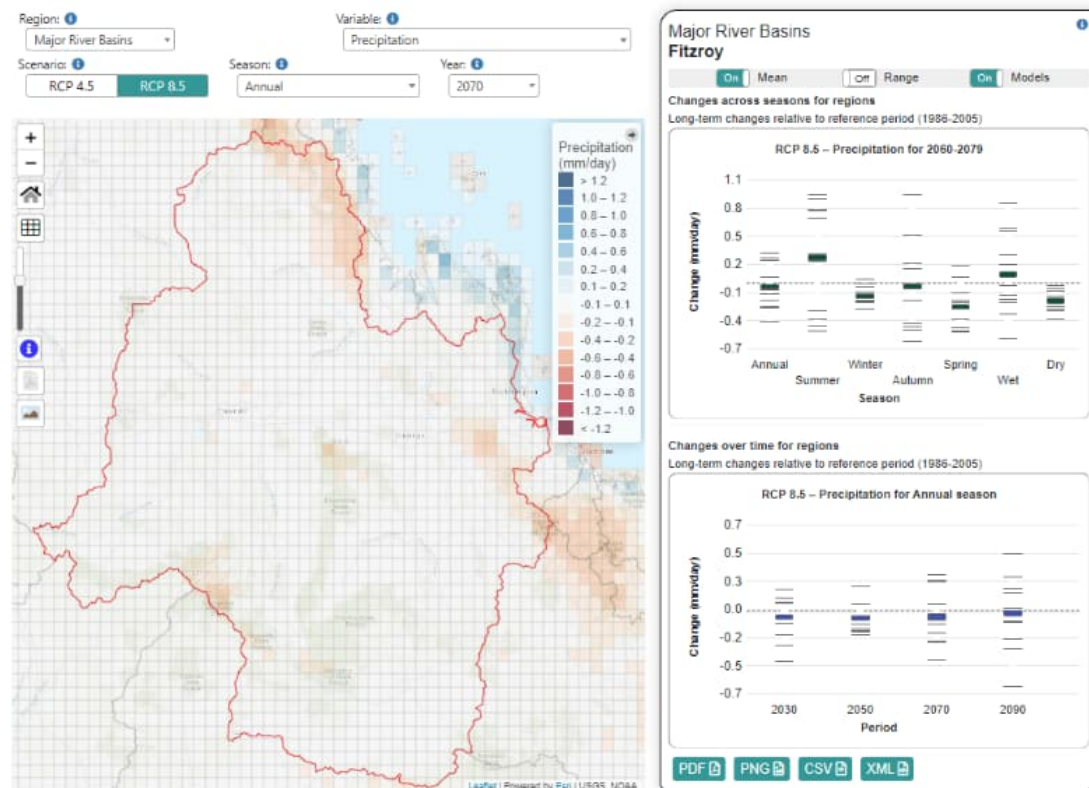 Region:
Major River Basins
Variable:
Precipitation
Scenario:
RCP 4.5
RCP 8.5
Season:
Annual
Year:
2070
+
−
Precipitation
(mm/day)
> 1.2
1.0 – 1.2
0.8 – 1.0
0.6 – 0.8
0.4 – 0.6
0.2 – 0.4
0.1 – 0.2
-0.1 – 0.1
-0.2 – -0.1
-0.4 – -0.2
-0.6 – -0.4
-0.8 – -0.6
-1.0 – -0.8
-1.2 – -1.0
< -1.2
Leaflet | Powered by Esri | USGS, NOAA
Major River Basins
Fitzroy
On Mean Off Range On Models
Changes across seasons for regions
Long-term changes relative to reference period (1986-2005)
RCP 8.5 – Precipitation for 2060-2079
Change (mm/day)
1.1
0.8
0.5
0.2
-0.1
-0.4
-0.7
Annual Winter Spring Dry
Summer Autumn Wet
Season
Changes over time for regions
Long-term changes relative to reference period (1986-2005)
RCP 8.5 – Precipitation for Annual season
Change (mm/day)
0.7
0.5
0.3
0.0
-0.2
-0.5
-0.7
2030 2050 2070 2090
Period
PDF PNG CSV XML